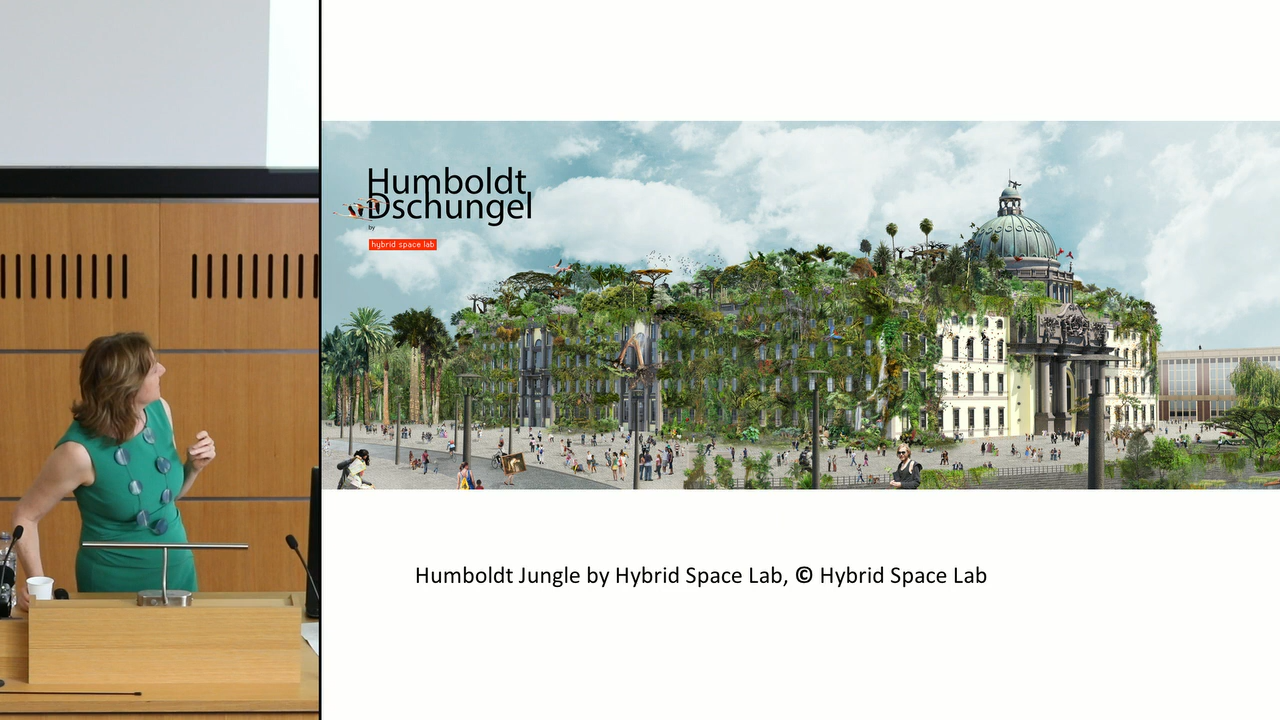 Humboldt
Dschungel
by
hybrid space lab
Humboldt Jungle by Hybrid Space Lab, © Hybrid Space Lab